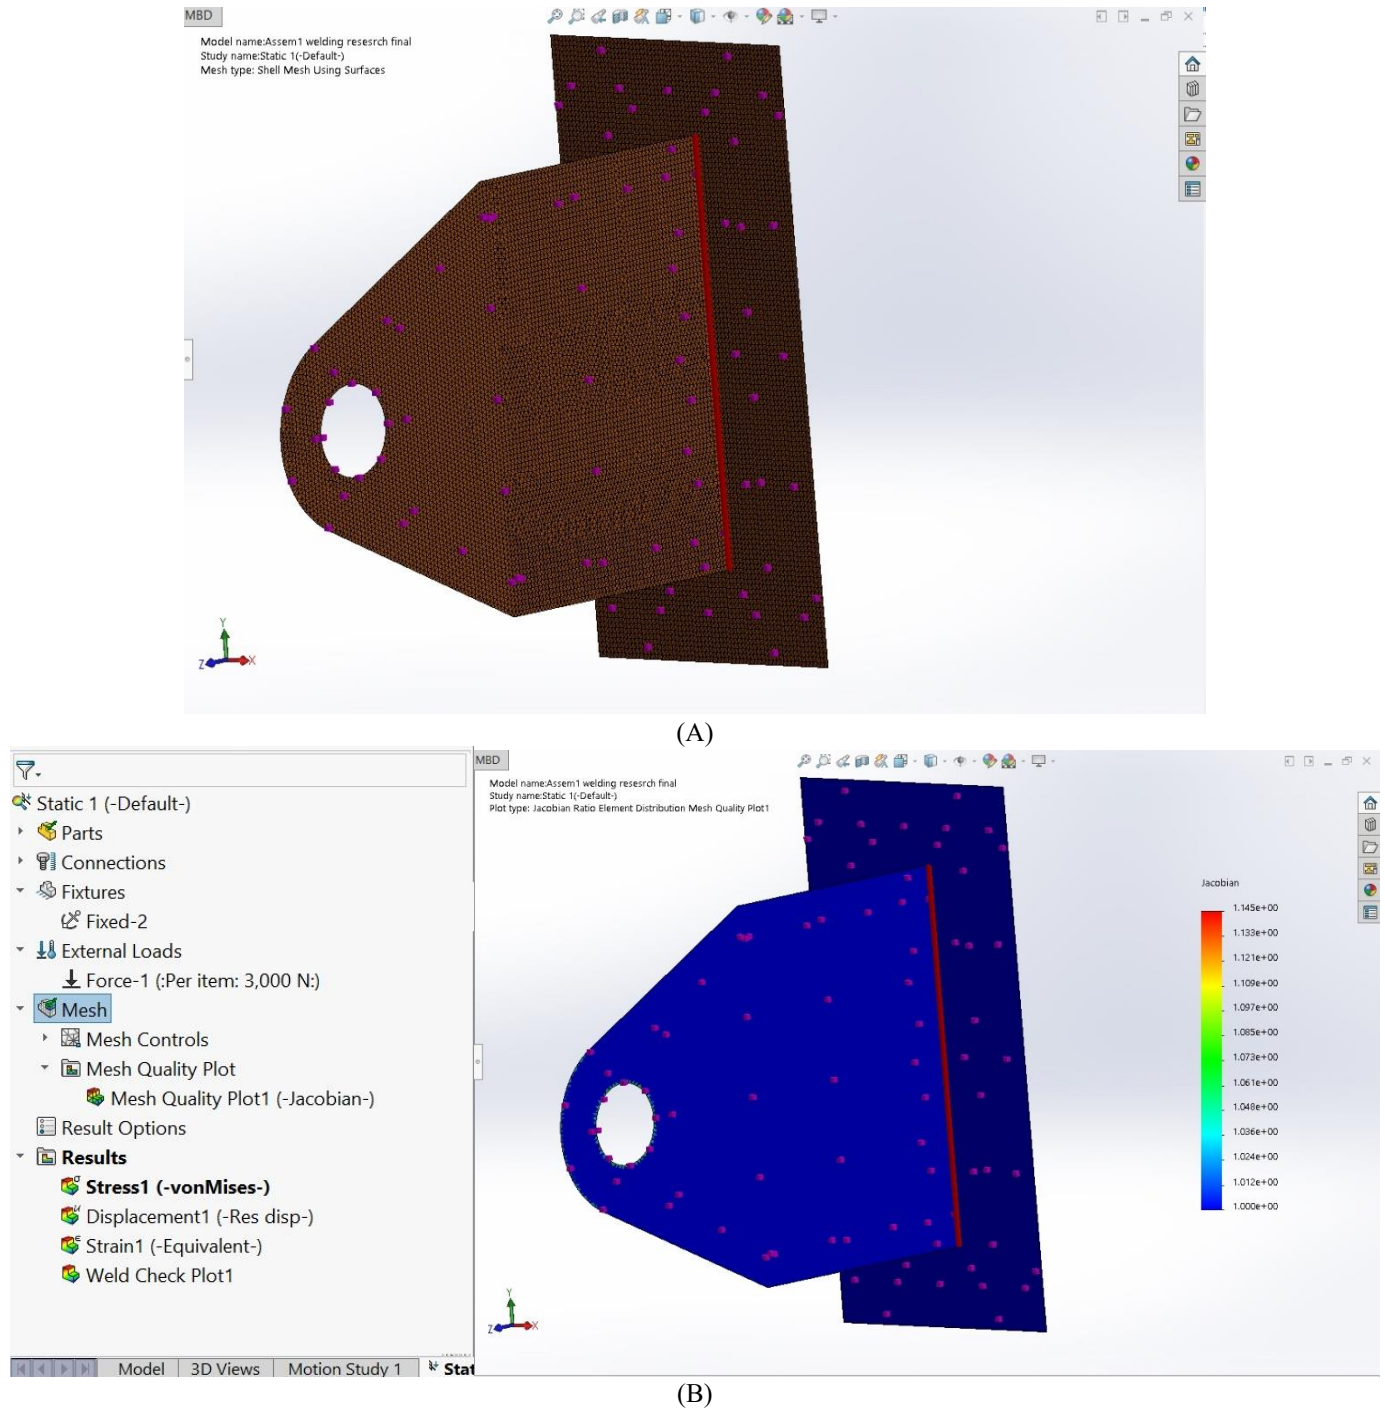 MBD
Model name:Assem1 welding resesrch final
Study name:Static 1(-Default-)
Mesh type: Shell Mesh Using Surfaces
Y
Z
X
(A)
Static 1 (-Default-)
Parts
Connections
Fixtures
Fixed-2
External Loads
Force-1 (:Per item: 3,000 N:)
Mesh
Mesh Controls
Mesh Quality Plot
Mesh Quality Plot1 (-Jacobian-)
Result Options
Results
Stress1 (-vonMises-)
Displacement1 (-Res disp-)
Strain1 (-Equivalent-)
Weld Check Plot1
Model
3D Views
Motion Study 1
Stat
MBD
Model name:Assem1 welding resesrch final
Study name:Static 1(-Default-)
Plot type: Jacobian Ratio Element Distribution Mesh Quality Plot1
Jacobian
1.145e+00
1.133e+00
1.121e+00
1.109e+00
1.097e+00
1.085e+00
1.073e+00
1.061e+00
1.048e+00
1.036e+00
1.024e+00
1.012e+00
1.000e+00
Y
Z
X
(B)